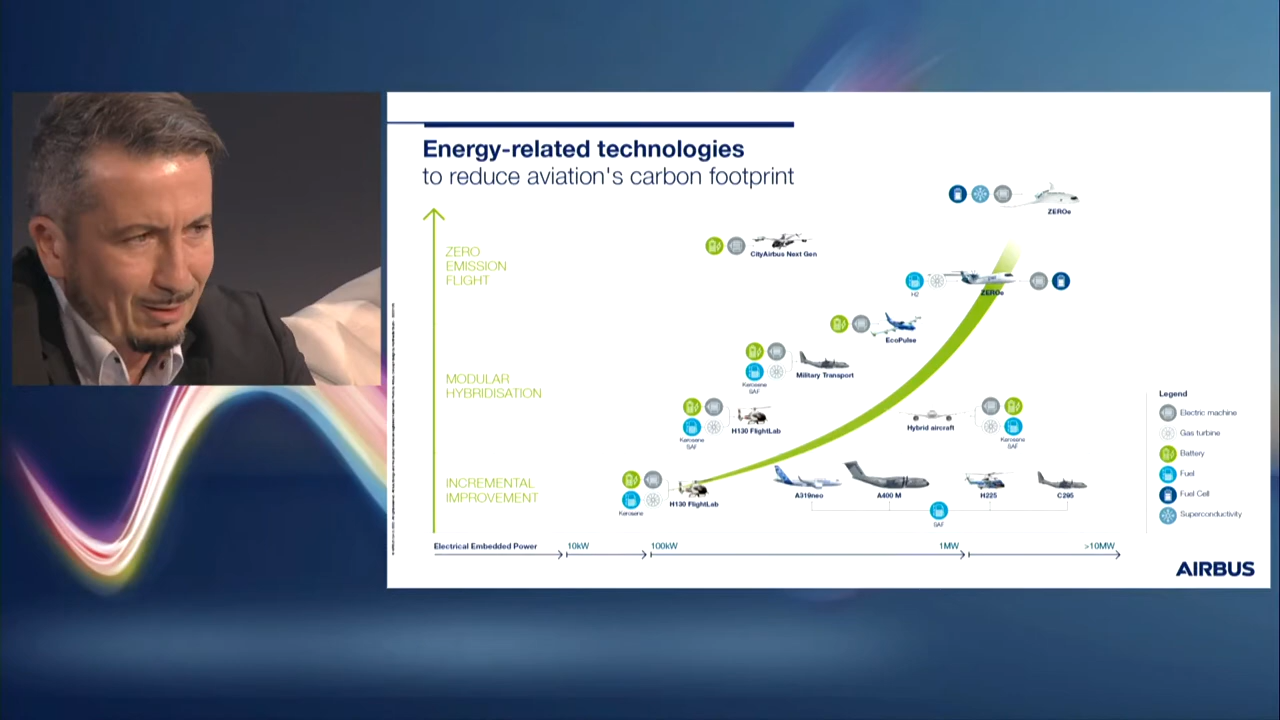 Energy-related technologies
to reduce aviation's carbon footprint
ZEROe
ZERO
EMISSION
FLIGHT
CityAirbus Next Gen
H2
ZEROe
EcoPulse
Military Transport
Kerosene
SAF
MODULAR
HYBRIDISATION
H130 FlightLab
Kerosene
SAF
Hybrid aircraft
Kerosene
SAF
INCREMENTAL
IMPROVEMENT
H130 FlightLab
Kerosene
A319neo
A400 M
H225
C295
SAF
Electrical Embedded Power
10kW
100kW
1MW
>10MW
Legend
Electric machine
Gas turbine
Battery
Fuel
Fuel Cell
Superconductivity
AIRBUS